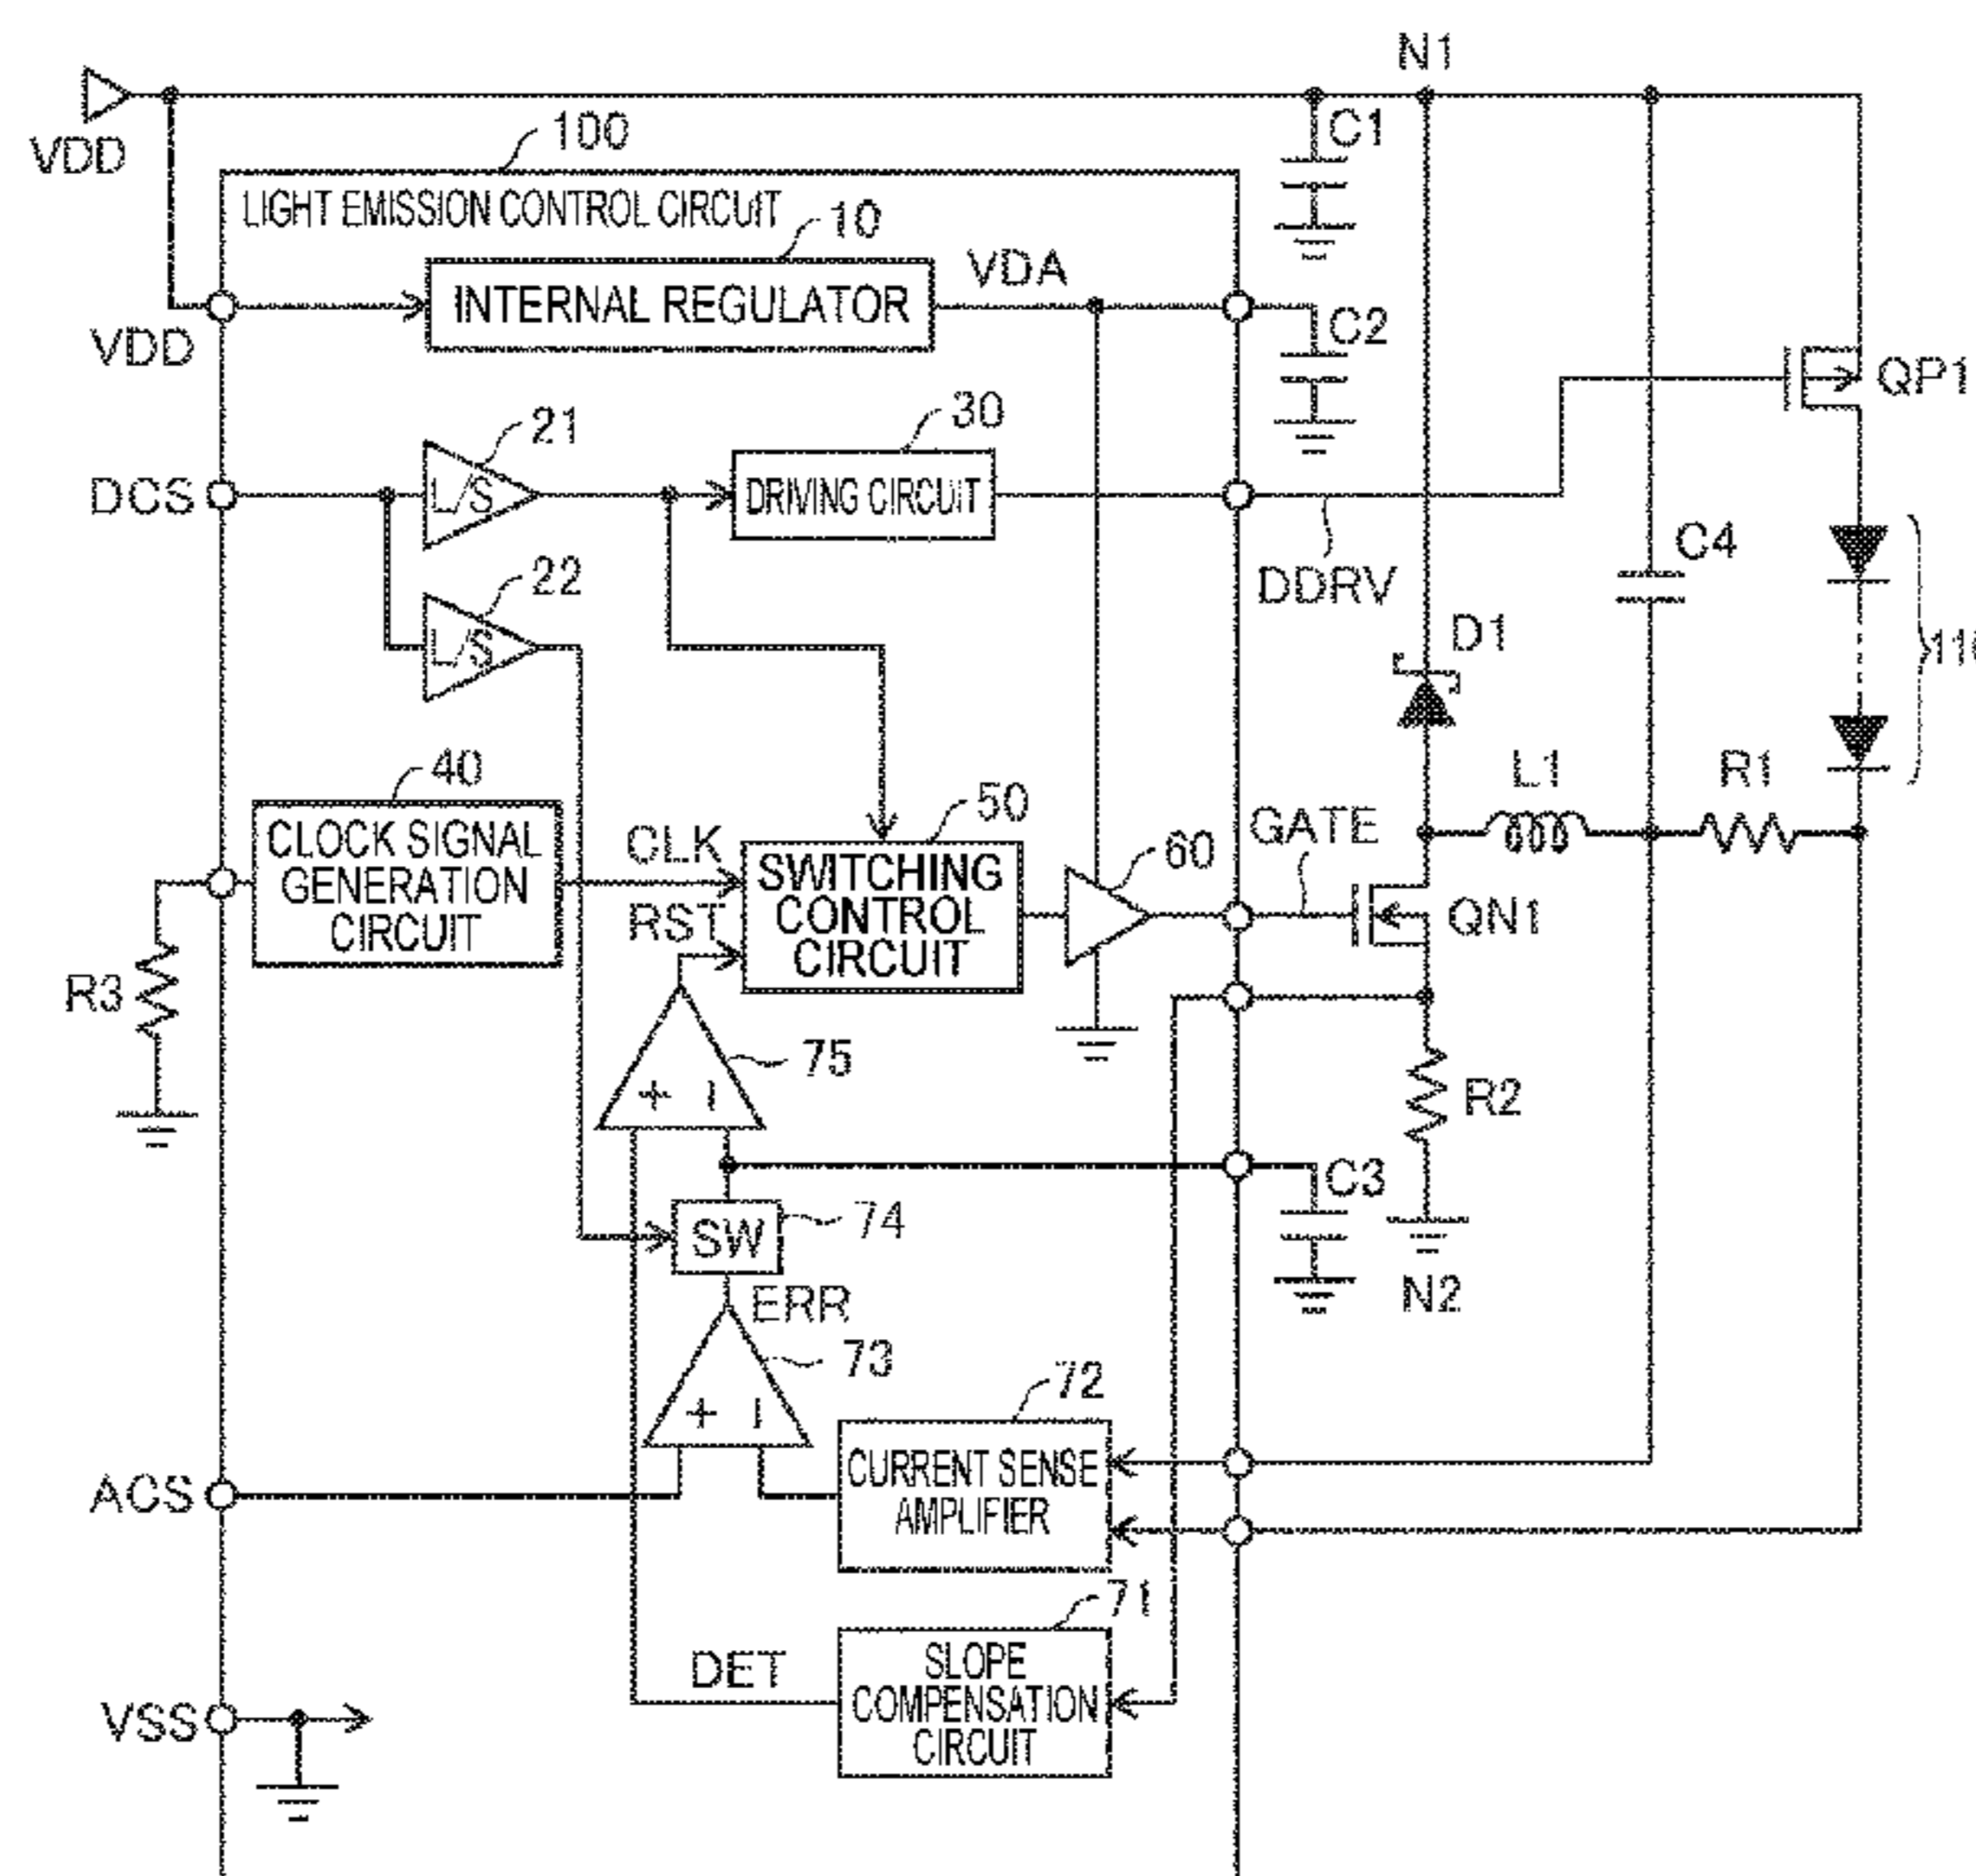 N1
VDD
C1
100
LIGHT EMISSION CONTROL CIRCUIT
10
VDA
INTERNAL REGULATOR
VDD
C2
QP1
21
30
DCS
L/S
DRIVING CIRCUIT
C4
22
DDRV
L/S
D1
40
L1
R1
50
GATE
CLOCK SIGNAL
GENERATION
CIRCUIT
CLK
60
SWITCHING
CONTROL
CIRCUIT
RST
QN1
R3
75
+ −
R2
C3
74
SW
N2
ERR
73
72
+ −
CURRENT SENSE
AMPLIFIER
ACS
71
DET
SLOPE
COMPENSATION
CIRCUIT
VSS